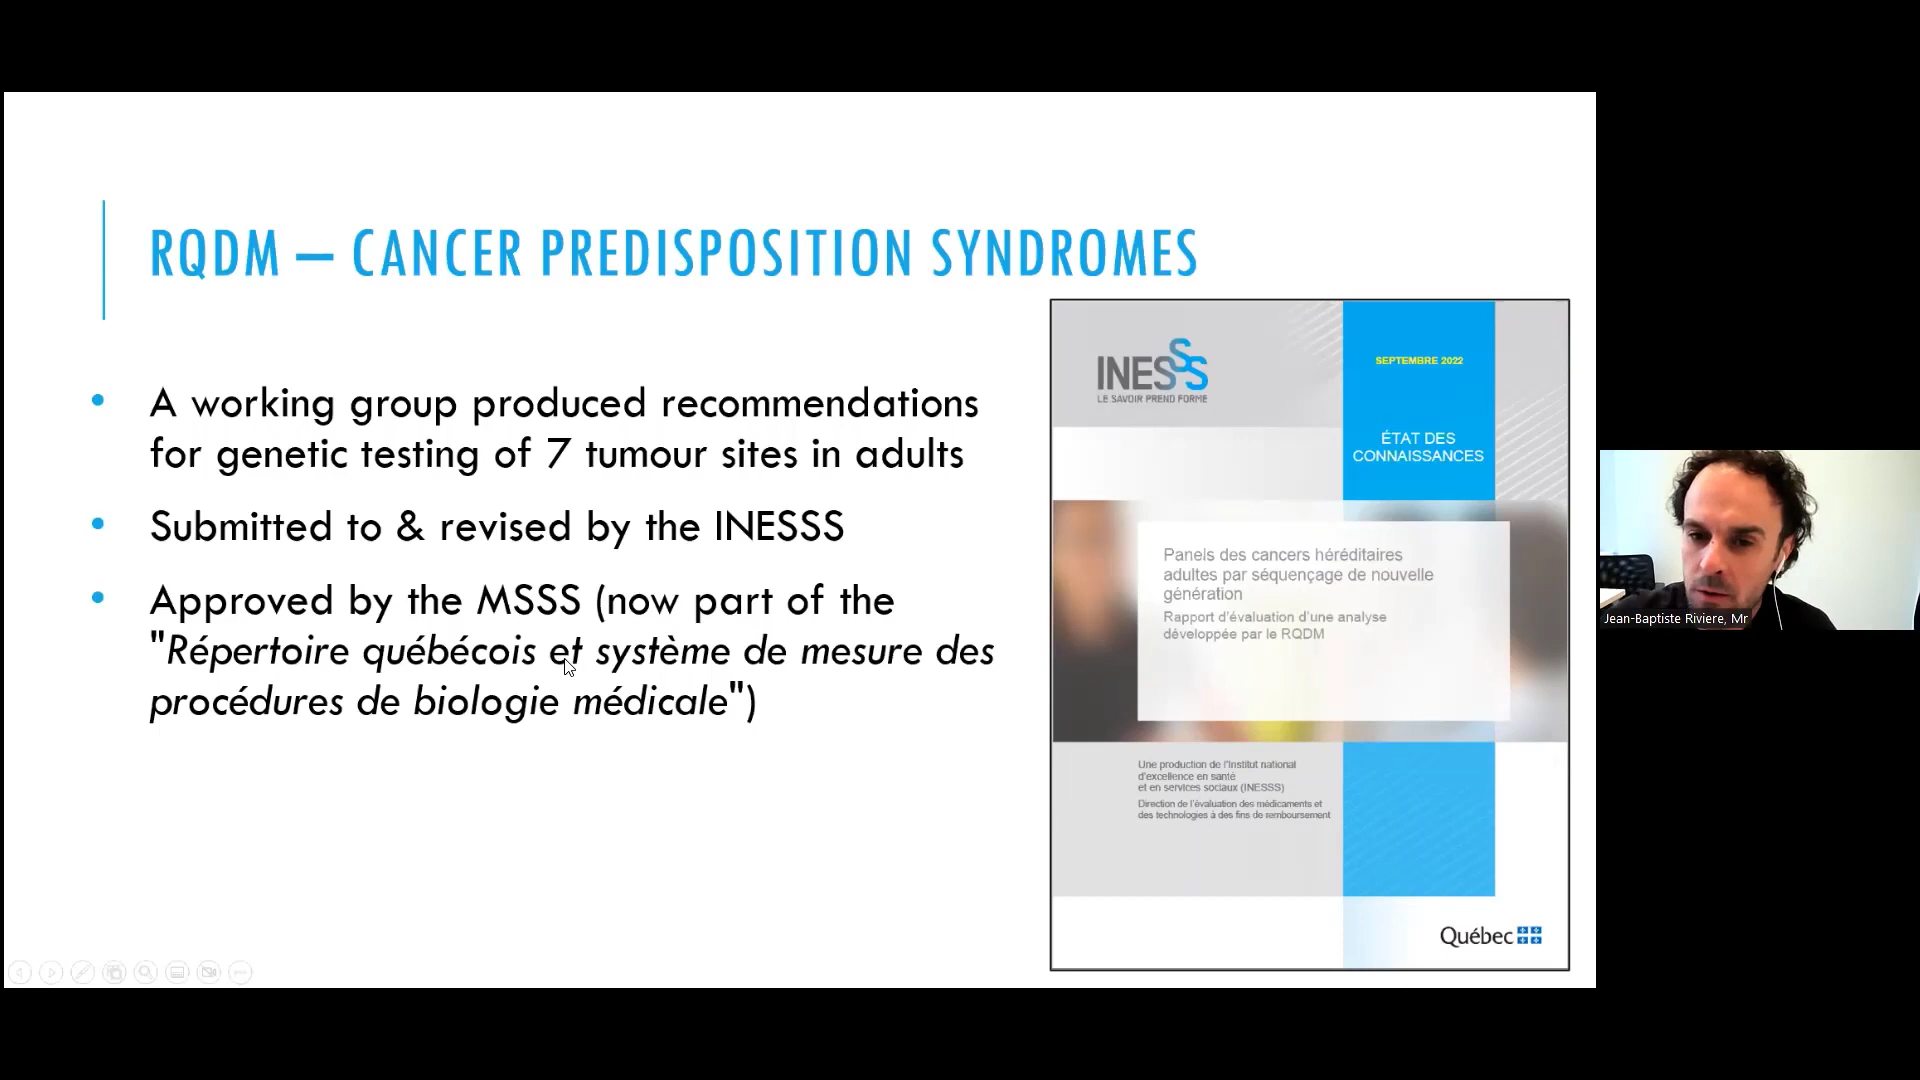 RQDM – CANCER PREDISPOSITION SYNDROMES
• A working group produced recommendations
for genetic testing of 7 tumour sites in adults
• Submitted to & revised by the INESSS
• Approved by the MSSS (now part of the
"Répertoire québécois et système de mesure des
procédures de biologie médicale")
INESSS
LE SAVOIR PREND FORME
SEPTEMBRE 2022
ÉTAT DES
CONNAISSANCES
Panels des cancers héréditaires
adultes par séquençage de nouvelle
génération
Rapport d'évaluation d'une analyse
développée par le RQDM
Une production de l'Institut national
d'excellence en santé
et en services sociaux (INESSS)
Direction de l'évaluation des médicaments et
des technologies à des fins de remboursement
Québec
Jean-Baptiste Riviere, Mr